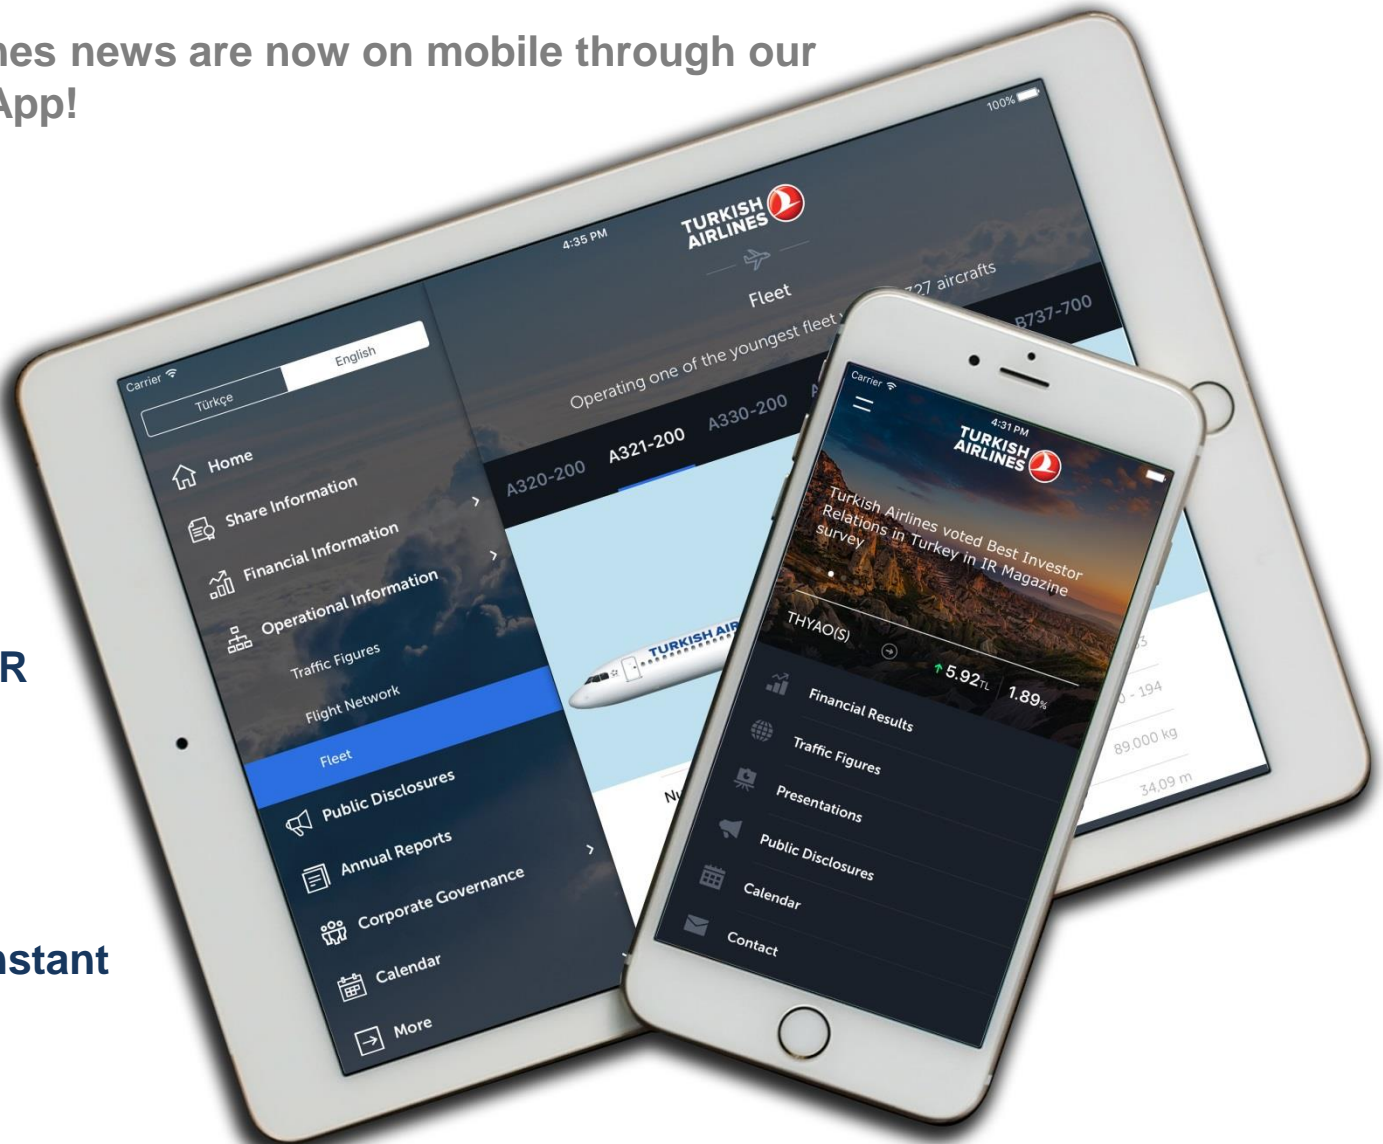 news are now on mobile through our
App!
R
100%
4:35 PM
TURKISH
AIRLINES
Fleet
Operating one of the youngest fleet 327 aircrafts
A320-200 A321-200 A330-200 B737-700
Carrier
Türkçe English
Home
Share Information
Financial Information
Operational Information
Traffic Figures
Flight Network
Fleet
Public Disclosures
Annual Reports
Corporate Governance
Calendar
More
TURKISH AIR
- 194
89.000 kg
34,09 m
Carrier
4:31 PM
TURKISH
AIRLINES
Turkish Airlines voted Best Investor
Relations in Turkey in IR Magazine
survey
THYAO(S)
5.92TL 1.89%
Financial Results
Traffic Figures
Presentations
Public Disclosures
Calendar
Contact